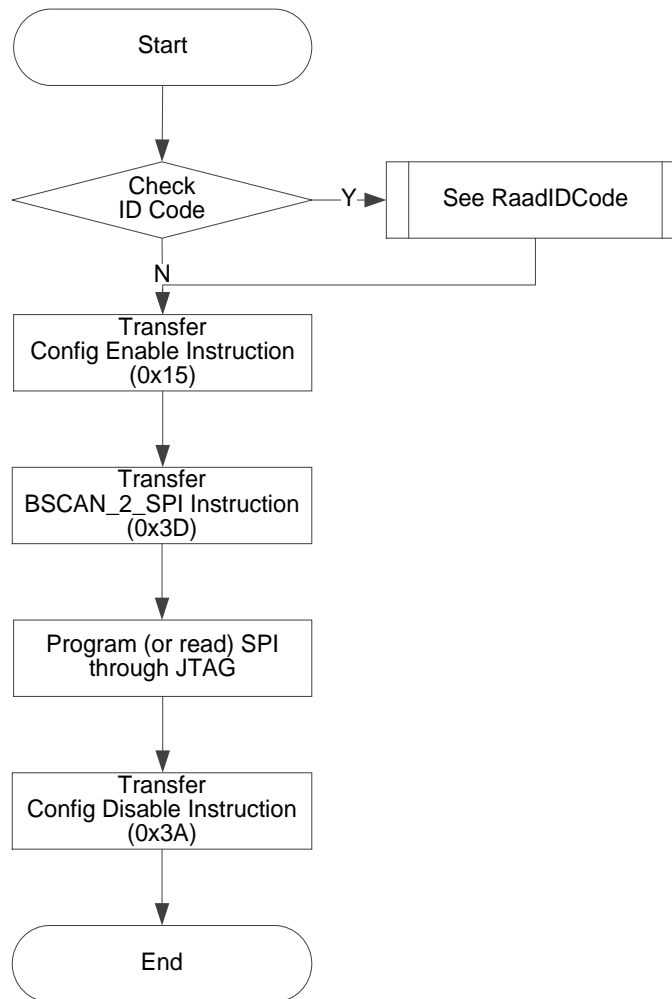 Start
Check
ID Code
Y
See RaadIDCode
N
Transfer
Config Enable Instruction
(0x15)
Transfer
BSCAN_2_SPI Instruction
(0x3D)
Program (or read) SPI
through JTAG
Transfer
Config Disable Instruction
(0x3A)
End